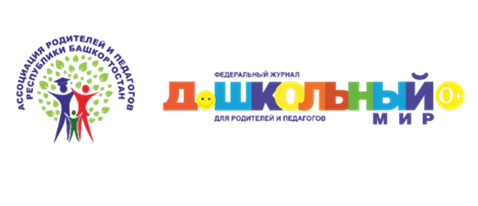 АССОЦИАЦИЯ РОДИТЕЛЕЙ И ПЕДАГОГОВ
РЕСПУБЛИКИ БАШКОРТОСТАН
ФЕДЕРАЛЬНЫЙ ЖУРНАЛ
ДОШКОЛЬНЫЙ 0+
ДЛЯ РОДИТЕЛЕЙ И ПЕДАГОГОВ
МИР